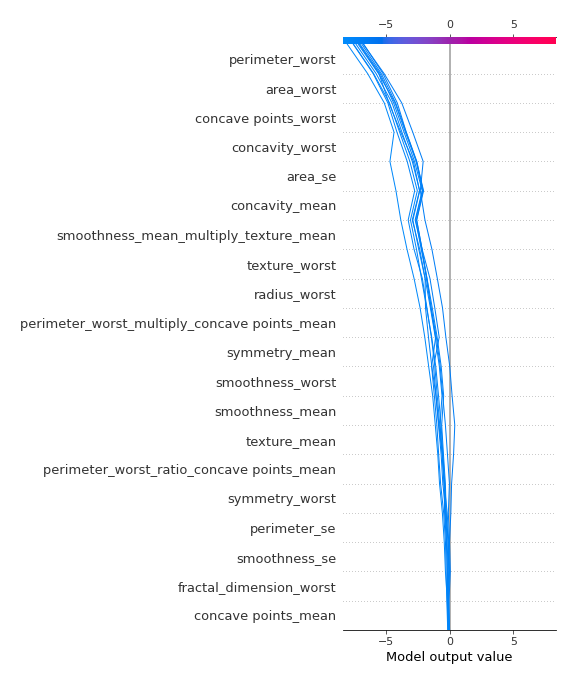 −5 0 5
perimeter_worst
area_worst
concave points_worst
concavity_worst
area_se
concavity_mean
smoothness_mean_multiply_texture_mean
texture_worst
radius_worst
perimeter_worst_multiply_concave points_mean
symmetry_mean
smoothness_worst
smoothness_mean
texture_mean
perimeter_worst_ratio_concave points_mean
symmetry_worst
perimeter_se
smoothness_se
fractal_dimension_worst
concave points_mean
−5 0 5
Model output value